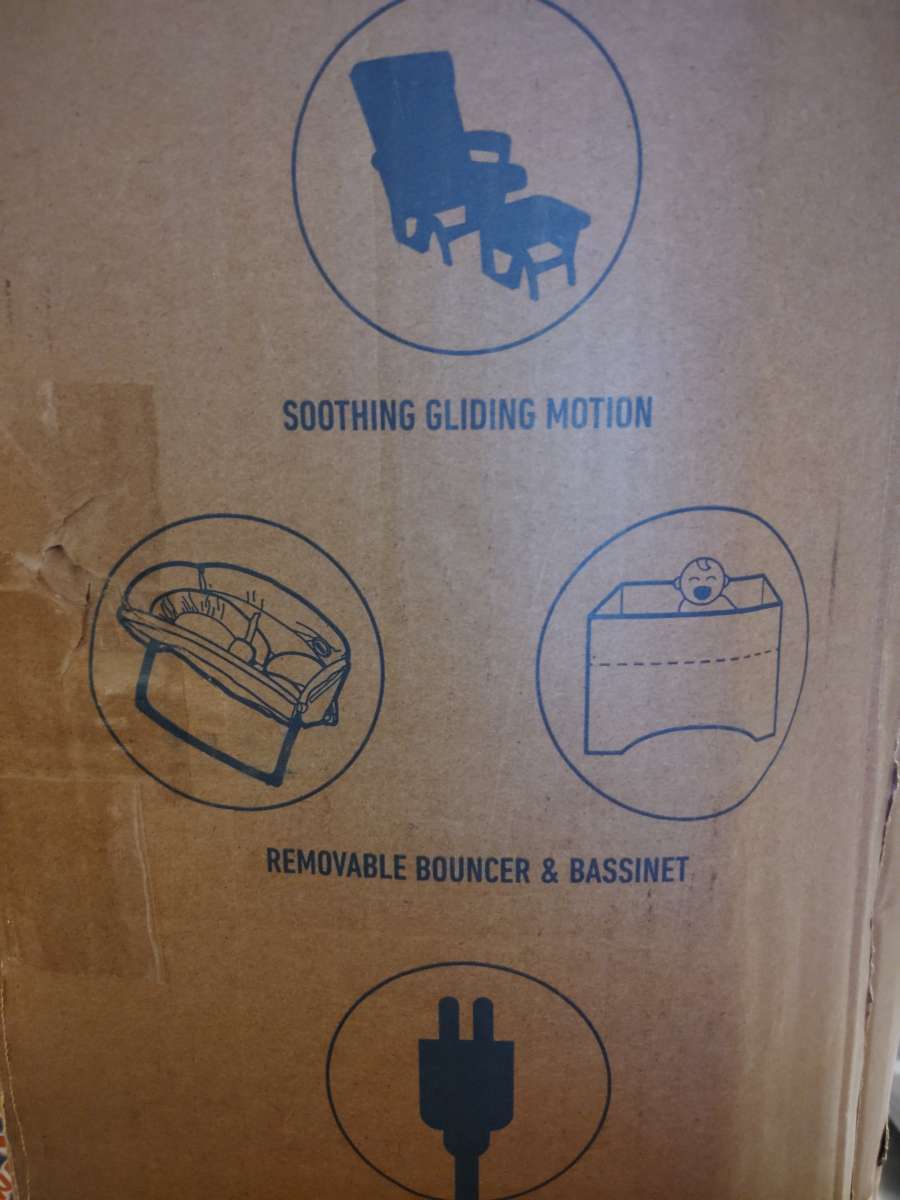 SOOTHING GLIDING MOTION
REMOVABLE BOUNCER & BASSINET